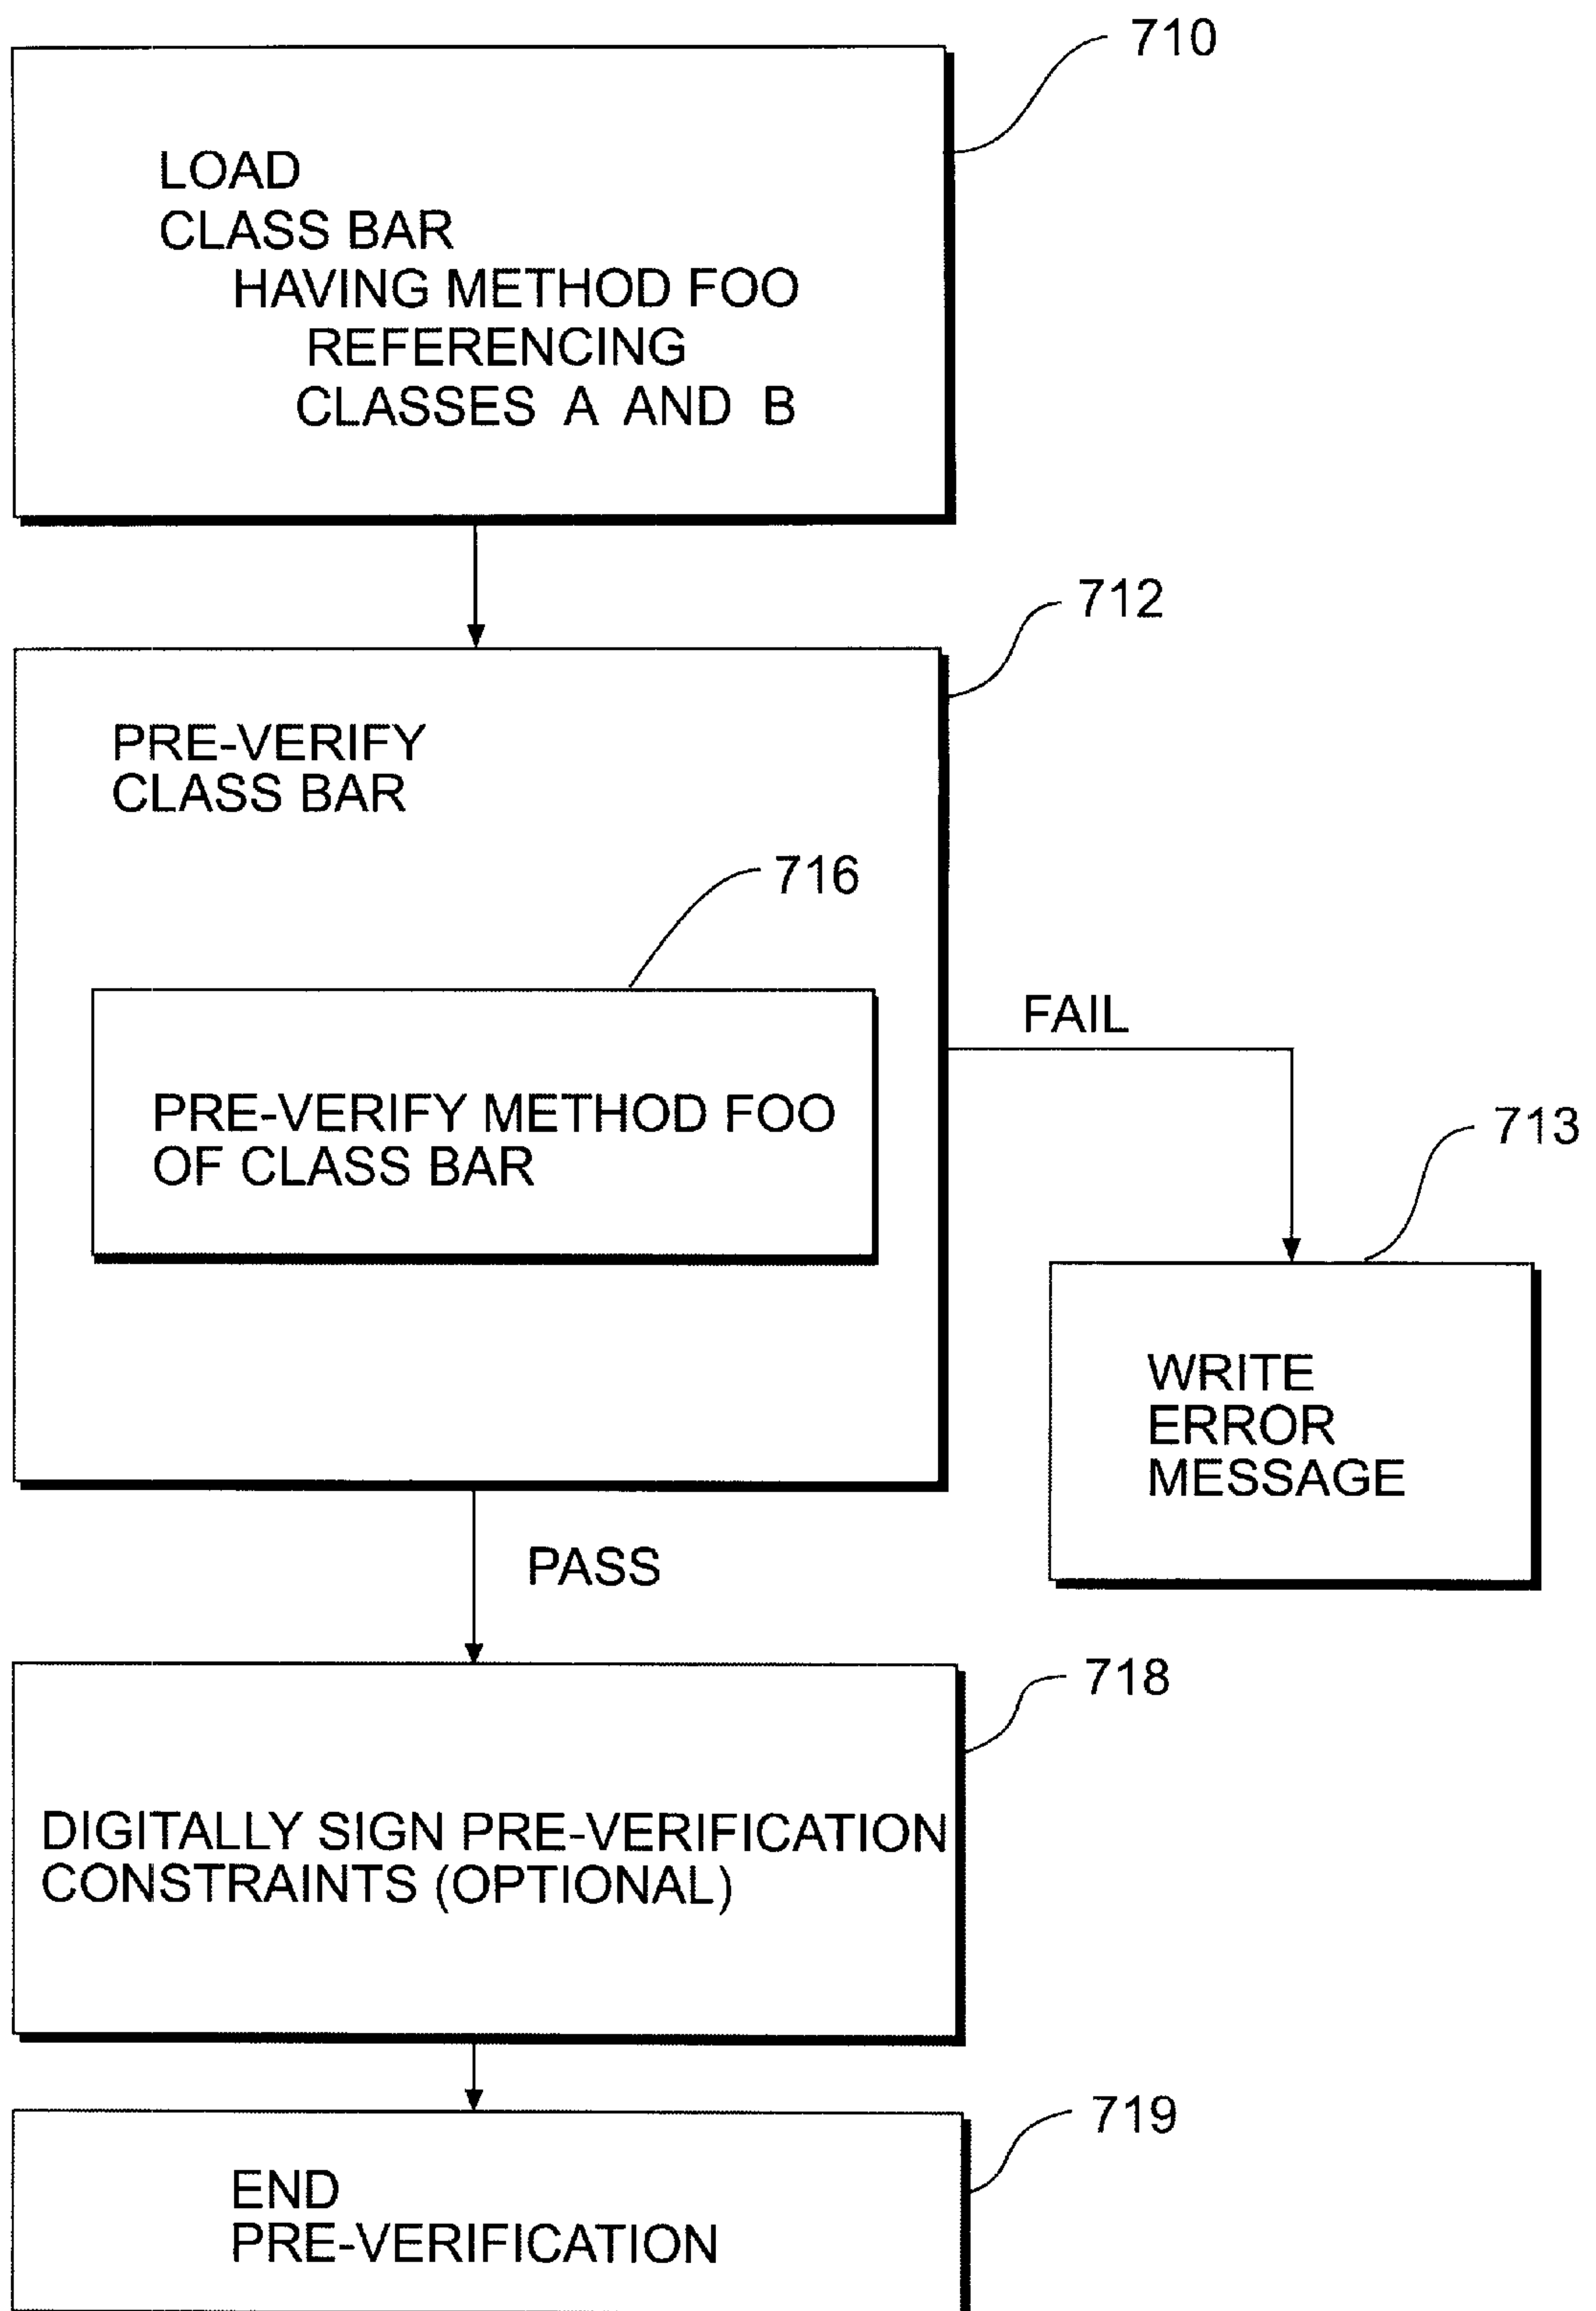 710
LOAD
CLASS BAR
HAVING METHOD FOO
REFERENCING
CLASSES A AND B
712
PRE-VERIFY
CLASS BAR
716
PRE-VERIFY METHOD FOO
OF CLASS BAR
FAIL
713
WRITE
ERROR
MESSAGE
PASS
718
DIGITALLY SIGN PRE-VERIFICATION
CONSTRAINTS (OPTIONAL)
719
END
PRE-VERIFICATION